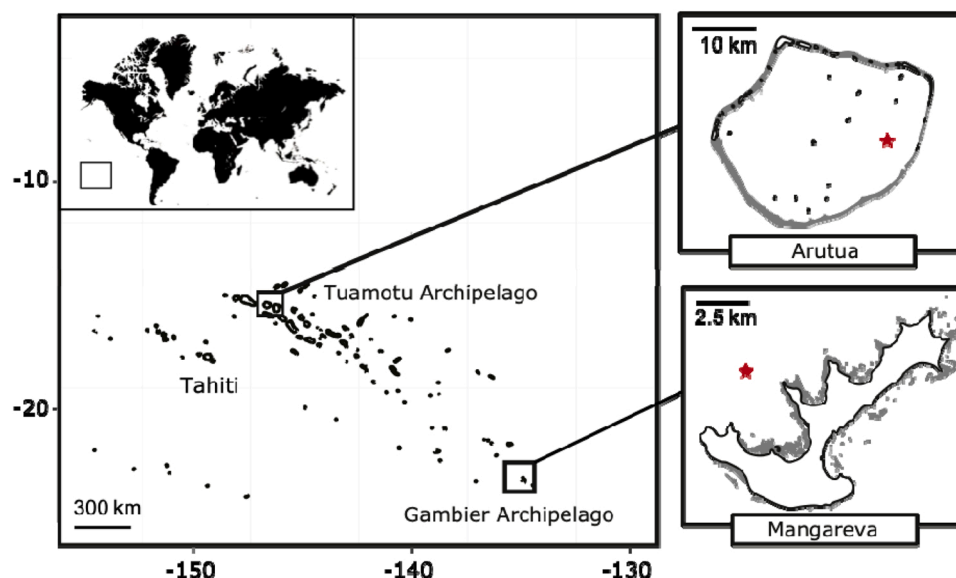 10 km
-10
Arutua
Tuamotu Archipelago
2.5 km
Tahiti
-20
300 km
Gambier Archipelago
Mangareva
-150
-140
-130